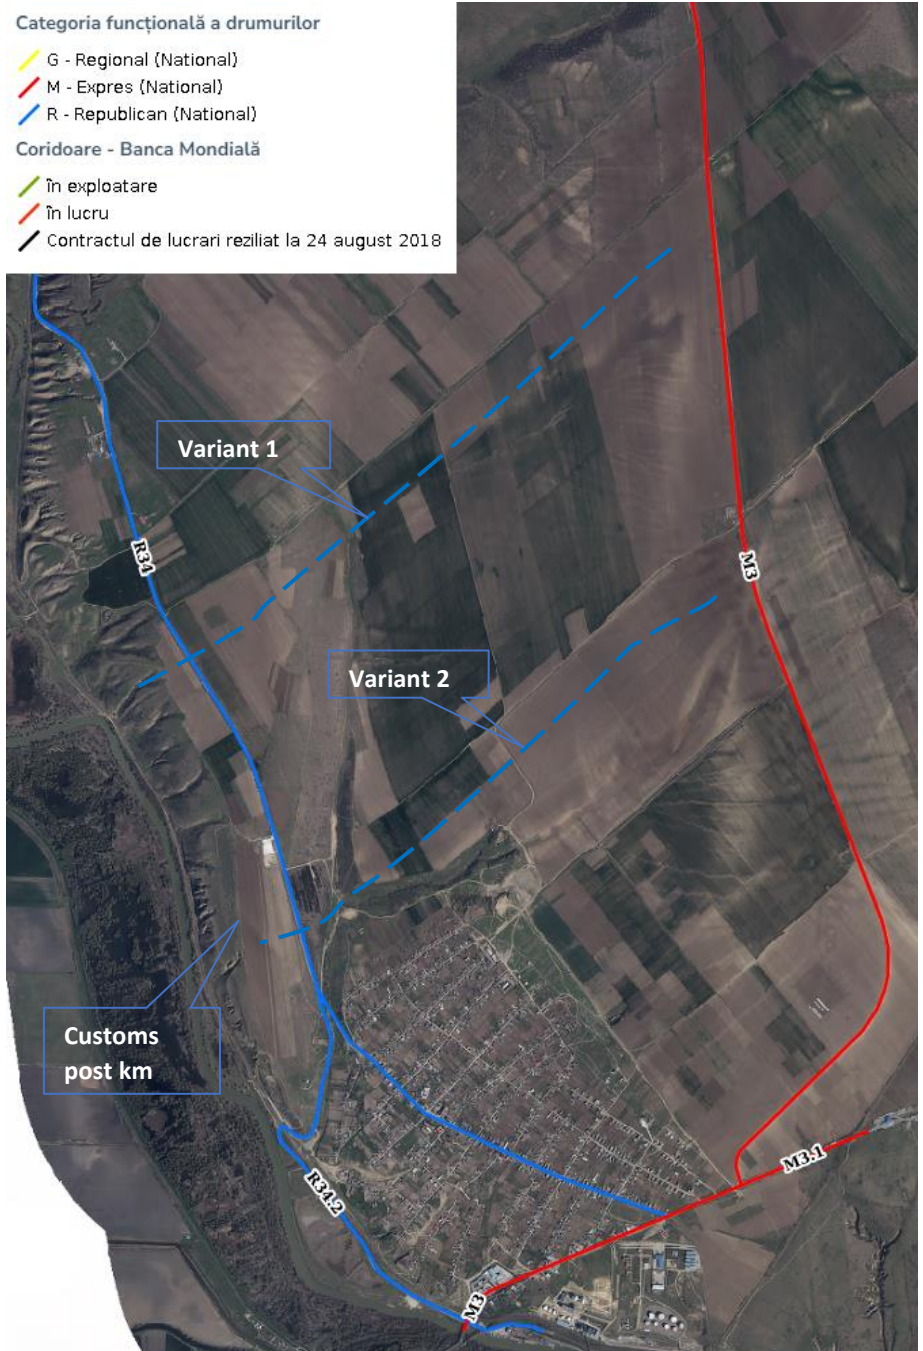 Categoria funcțională a drumurilor
G - Regional (National)
M - Expres (National)
R - Republican (National)
Coridoare - Banca Mondială
în exploatare
în lucru
Contractul de lucrari reziliat la 24 august 2018
Variant 1
R34
M3
Variant 2
Customs
post km
M3.1
R34.2
M3